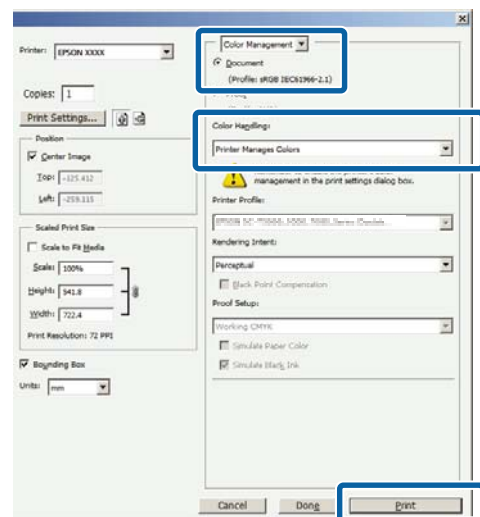 Printer: EPSON XXXX
Copies: 1
Print Settings...
Position
Center Image
Top: -125.412
Left: -259.115
Scaled Print Size
Scale to Fit Media
Scale: 100%
Height: 541.8
Width: 722.4
Print Resolution: 72 PPI
Bounding Box
Units: mm
Color Management
Document
(Profile: sRGB IEC61966-2.1)
Color Handling:
Printer Manages Colors
management in the print settings dialog box.
Printer Profile:
Rendering Intent:
Perceptual
Black Point Compensation
Proof Setup:
Working CMYK
Simulate Paper Color
Simulate Black Ink
Cancel
Done
Print